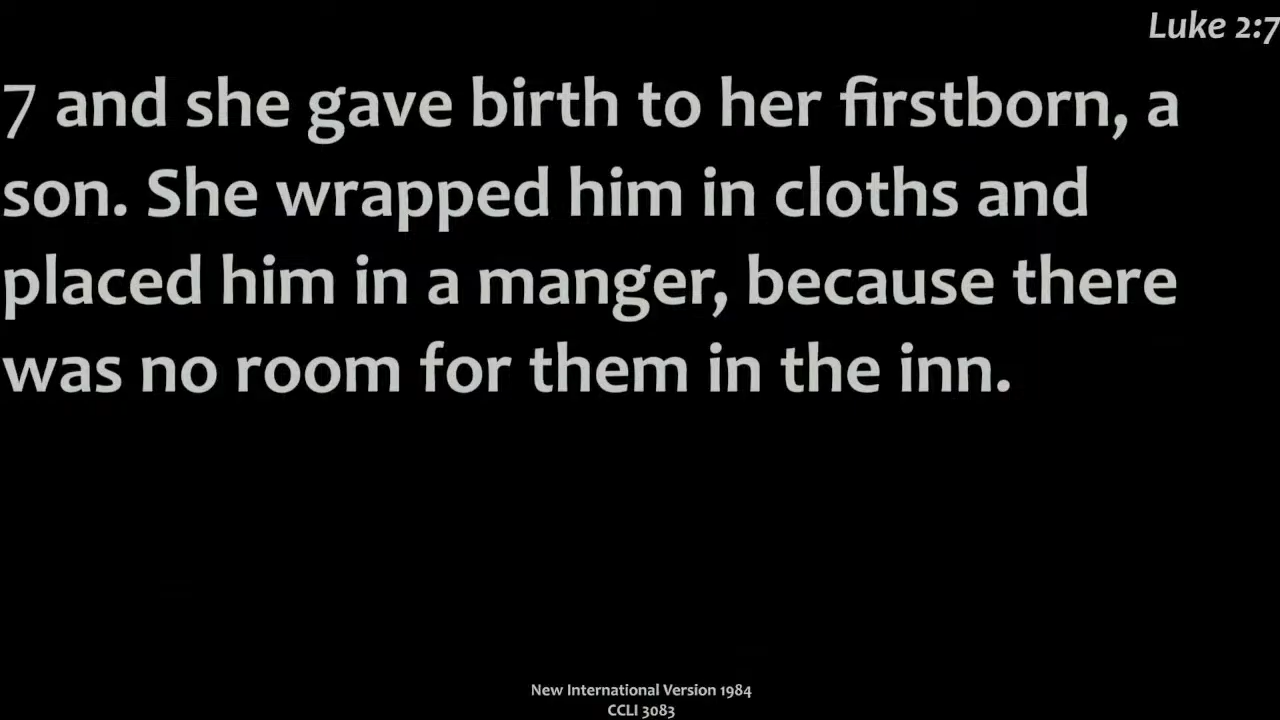 Luke 2:7
7 and she gave birth to her firstborn, a
son. She wrapped him in cloths and
placed him in a manger, because there
was no room for them in the inn.
New International Version 1984
CCLI 3083